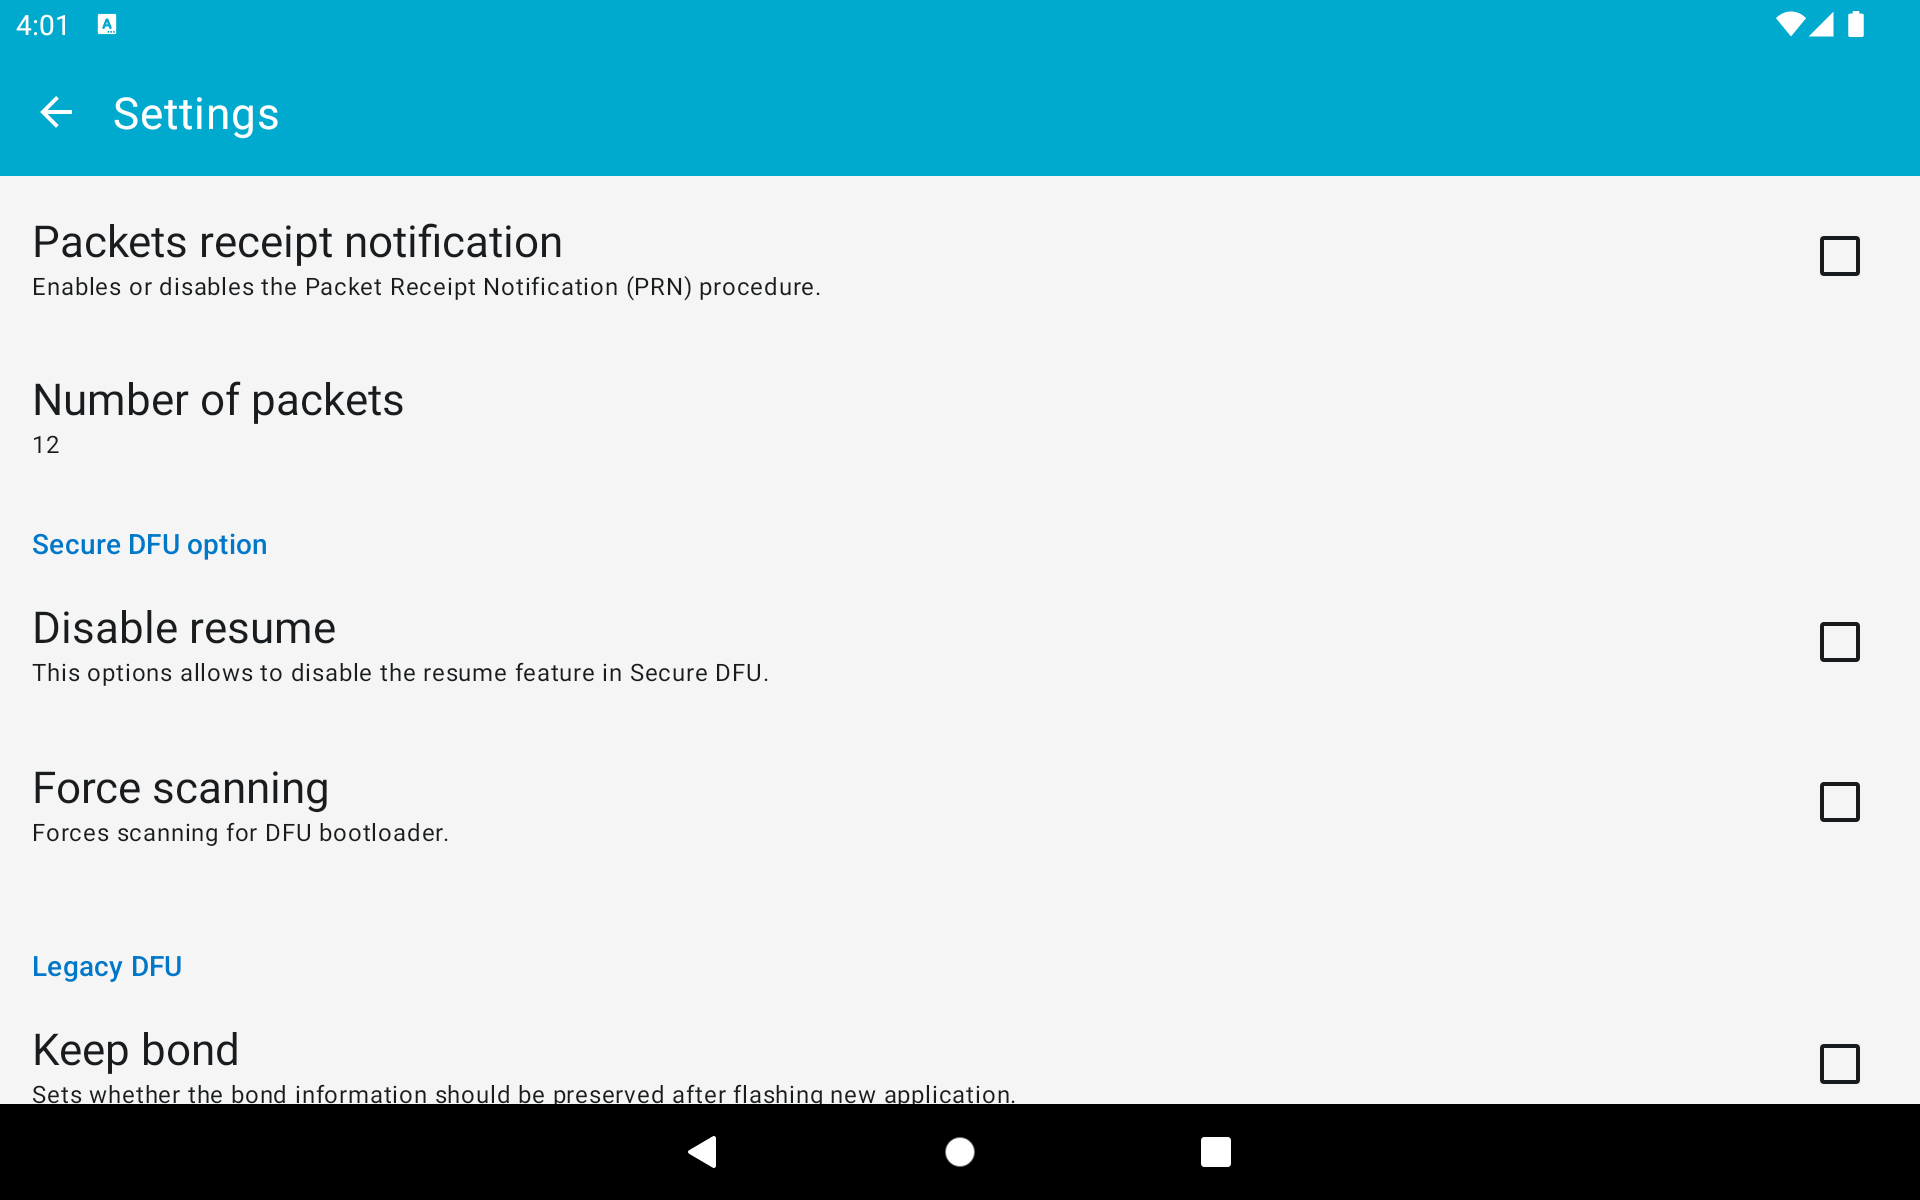 4:01
Settings
Packets receipt notification
Enables or disables the Packet Receipt Notification (PRN) procedure.
Number of packets
12
Secure DFU option
Disable resume
This options allows to disable the resume feature in Secure DFU.
Force scanning
Forces scanning for DFU bootloader.
Legacy DFU
Keep bond
Sets whether the bond information should be preserved after flashing new application.